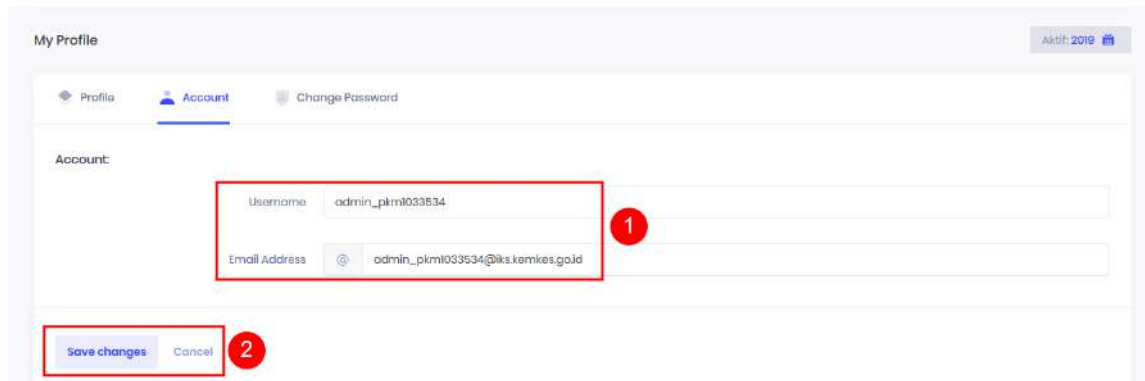 My Profile
Aktif: 2019
Profile Account Change Password
Account:
Username admin_pkm1033534
1
Email Address @ admin_pkm1033534@iks.kemkes.go.id
Save changes Cancel 2